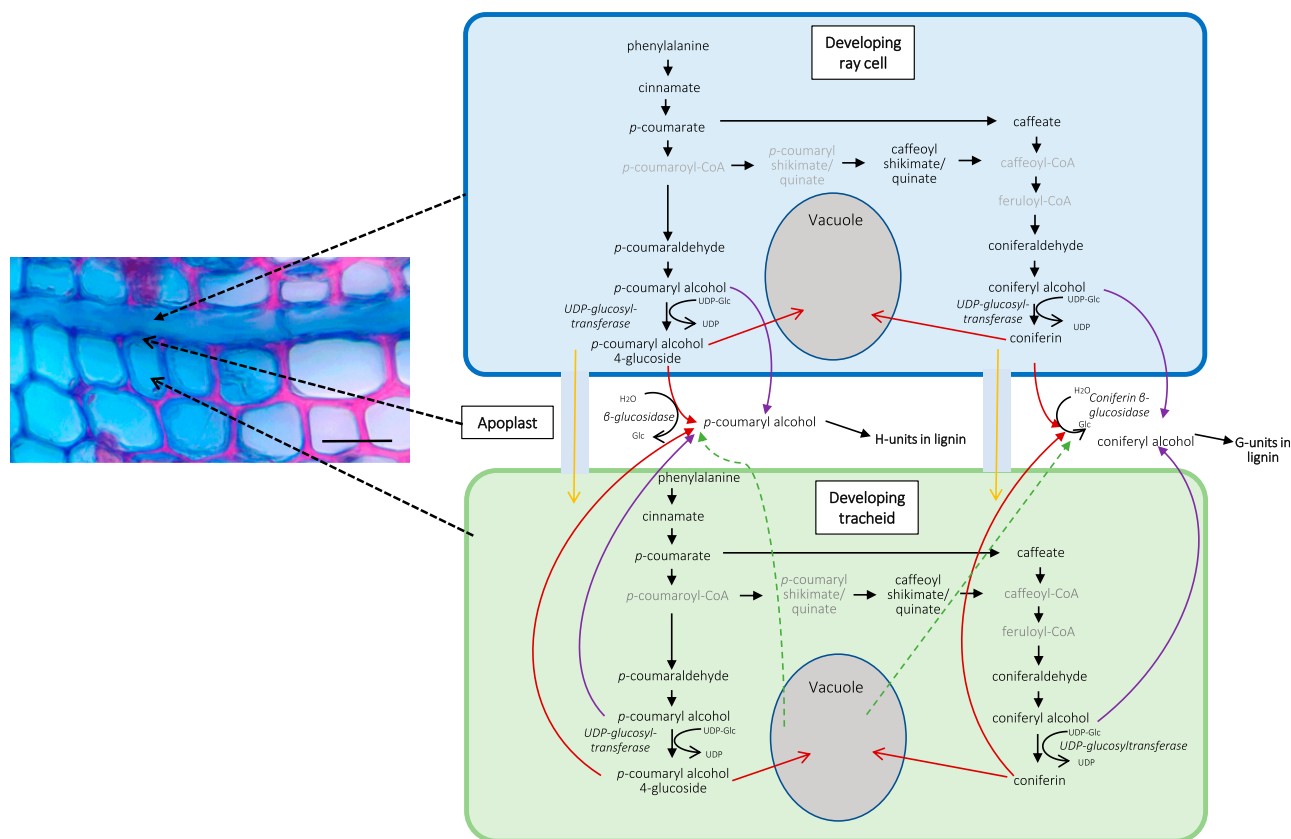 Developing
ray cell
phenylalanine
cinnamate
p-coumarate
caffeate
p-coumaroyl-CoA
p-coumaryl
shikimate/
quinate
caffeoyl
shikimate/
quinate
caffeoyl-CoA
feruloyl-CoA
Vacuole
p-coumaraldehyde
coniferaldehyde
p-coumaryl alcohol
coniferyl alcohol
UDP-glucosyl-
transferase
UDP-Glc
UDP
UDP-glucosyl-
transferase
UDP-Glc
UDP
p-coumaryl alcohol
4-glucoside
coniferin
Apoplast
H2O
β-glucosidase
Glc
p-coumaryl alcohol
H-units in lignin
H2O
Coniferin β-
glucosidase
Glc
coniferyl alcohol
G-units in
lignin
Developing
tracheid
phenylalanine
cinnamate
p-coumarate
caffeate
p-coumaroyl-CoA
p-coumaryl
shikimate/
quinate
caffeoyl
shikimate/
quinate
caffeoyl-CoA
feruloyl-CoA
Vacuole
p-coumaraldehyde
coniferaldehyde
p-coumaryl alcohol
coniferyl alcohol
UDP-glucosyl-
transferase
UDP-Glc
UDP
UDP-Glc
UDP-glucosyltransferase
UDP
p-coumaryl alcohol
4-glucoside
coniferin